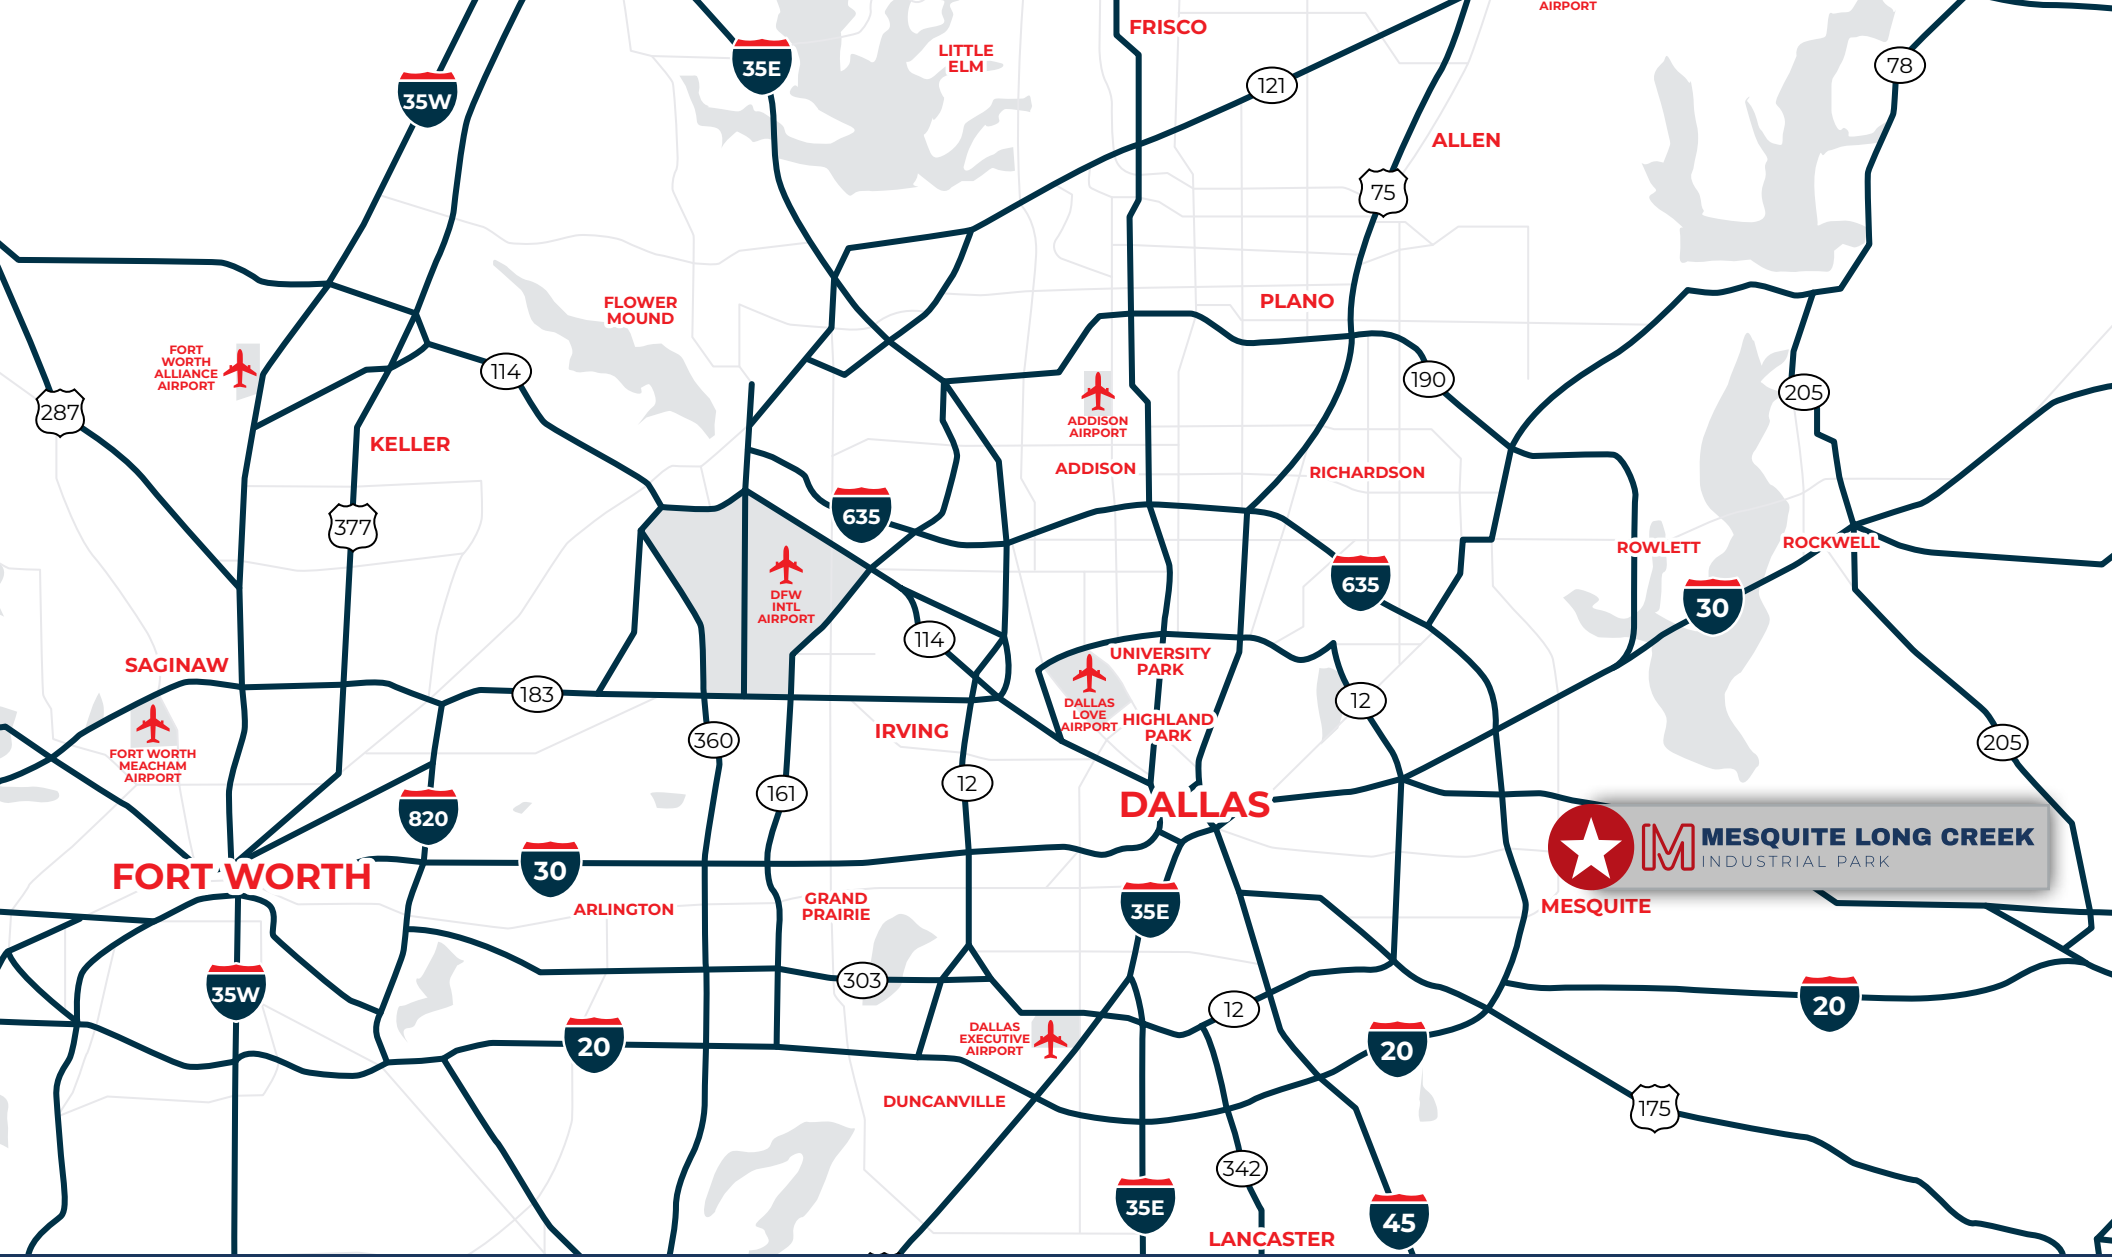 AIRPORT
FRISCO
LITTLE
ELM
35E
78
121
35W
ALLEN
75
FLOWER
MOUND
PLANO
FORT
WORTH
ALLIANCE
AIRPORT
114
190
205
287
ADDISON
AIRPORT
KELLER
ADDISON
RICHARDSON
377
635
ROWLETT
ROCKWELL
635
DFW
INTL
AIRPORT
30
114
UNIVERSITY
PARK
SAGINAW
183
12
DALLAS
LOVE
AIRPORT
HIGHLAND
PARK
IRVING
360
205
FORT WORTH
MEACHAM
AIRPORT
161
12
DALLAS
820
M MESQUITE LONG CREEK
INDUSTRIAL PARK
30
FORT WORTH
ARLINGTON
GRAND
PRAIRIE
35E
MESQUITE
303
35W
12
20
DALLAS
EXECUTIVE
AIRPORT
20
20
DUNCANVILLE
175
342
35E
45
LANCASTER